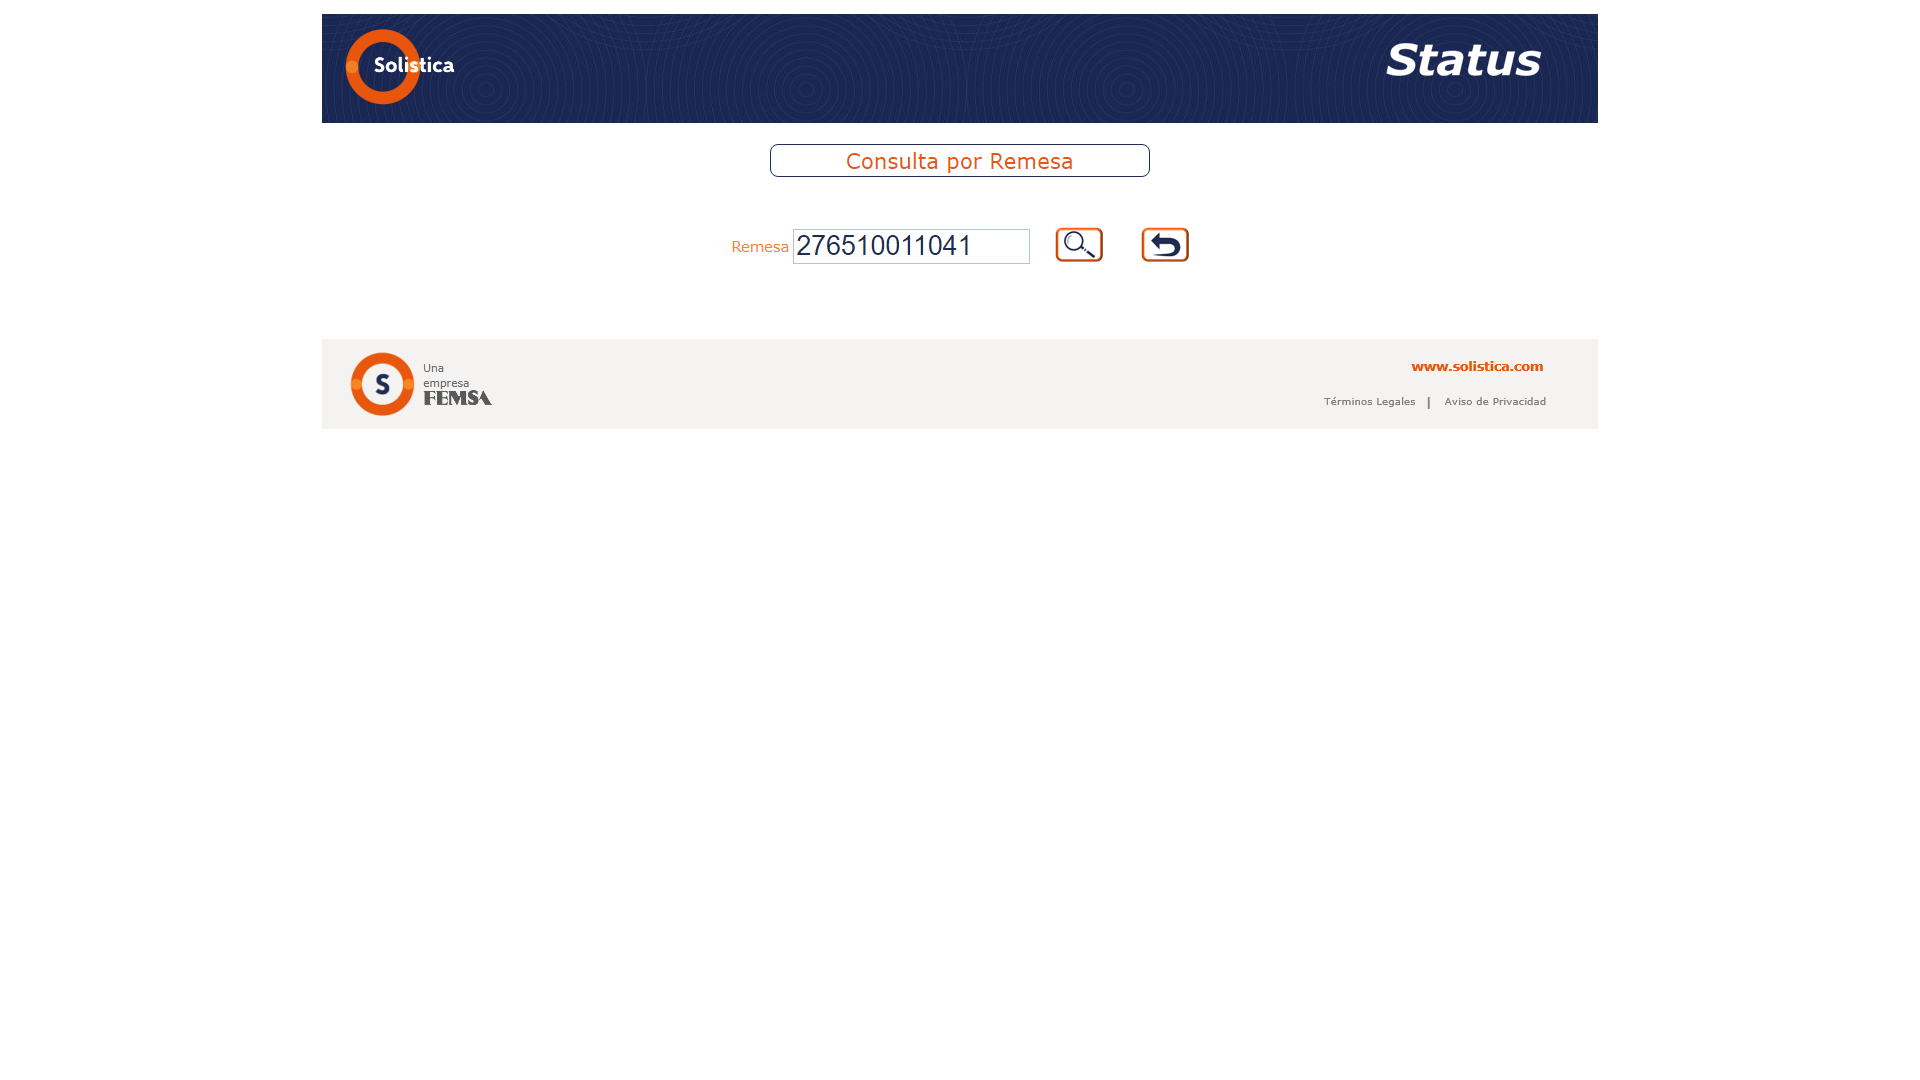 Solistica
Status
Consulta por Remesa
Remesa 276510011041
S
Una
empresa
FEMSA
www.solistica.com
Términos Legales | Aviso de Privacidad